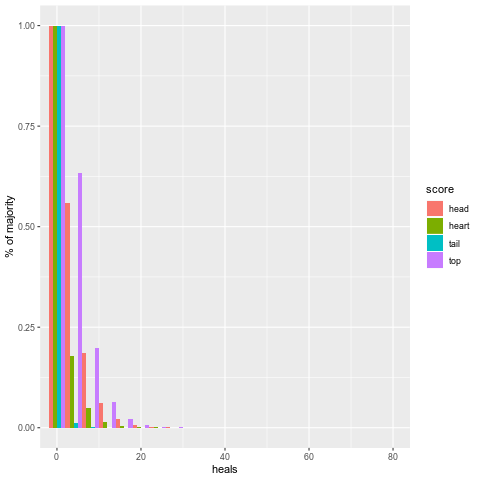 1.00
0.75
0.50
0.25
0.00
% of majority
0
20
40
60
80
heals
score
head
heart
tail
top